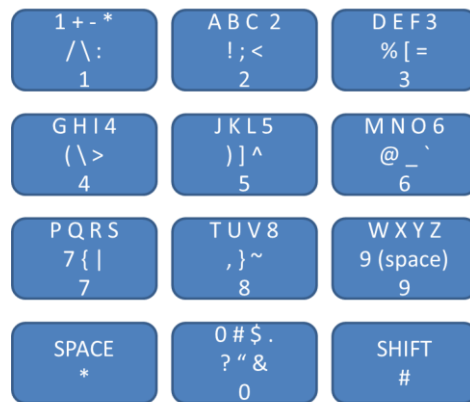 1 + - *
/ \ :
1
A B C 2
! ; <
2
D E F 3
% [ =
3
G H I 4
( \ >
4
J K L 5
) ] ^
5
M N O 6
@ _ `
6
P Q R S
7 { |
7
T U V 8
, } ~
8
W X Y Z
9 (space)
9
SPACE
*
0 # $ .
? “ &
0
SHIFT
#